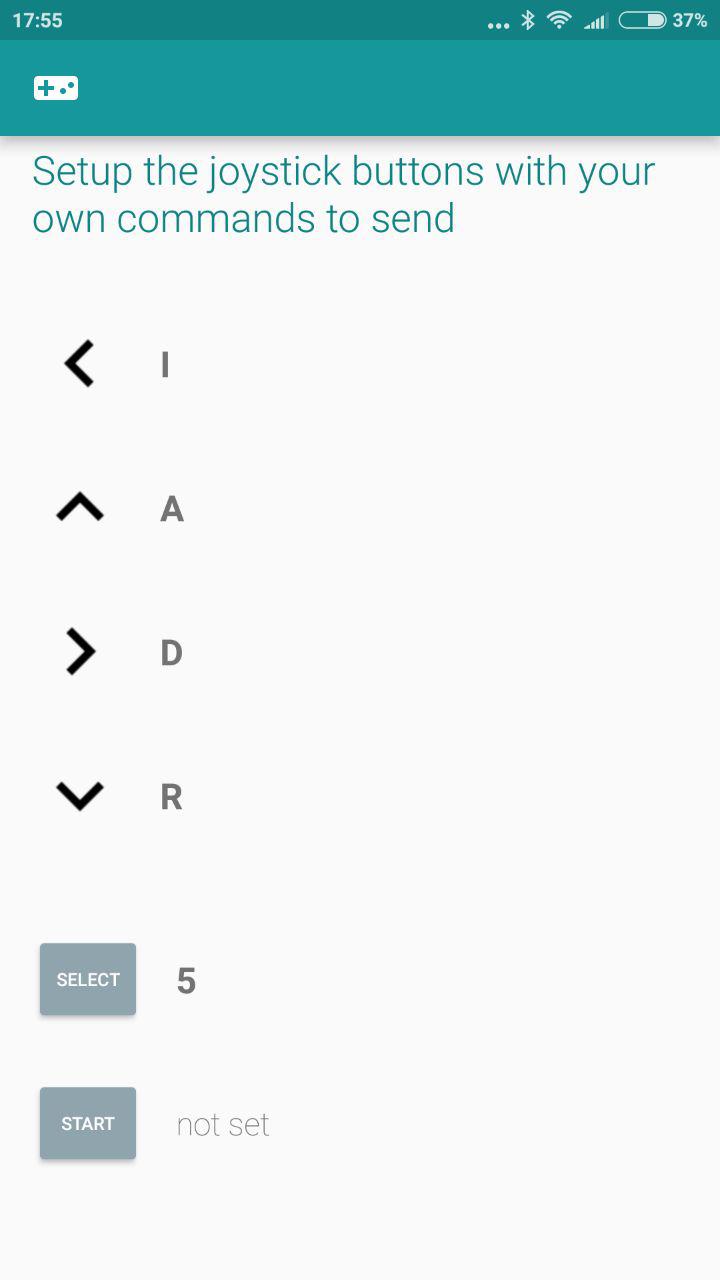 17:55
37%
Setup the joystick buttons with your
own commands to send
I
A
D
R
SELECT 5
START not set